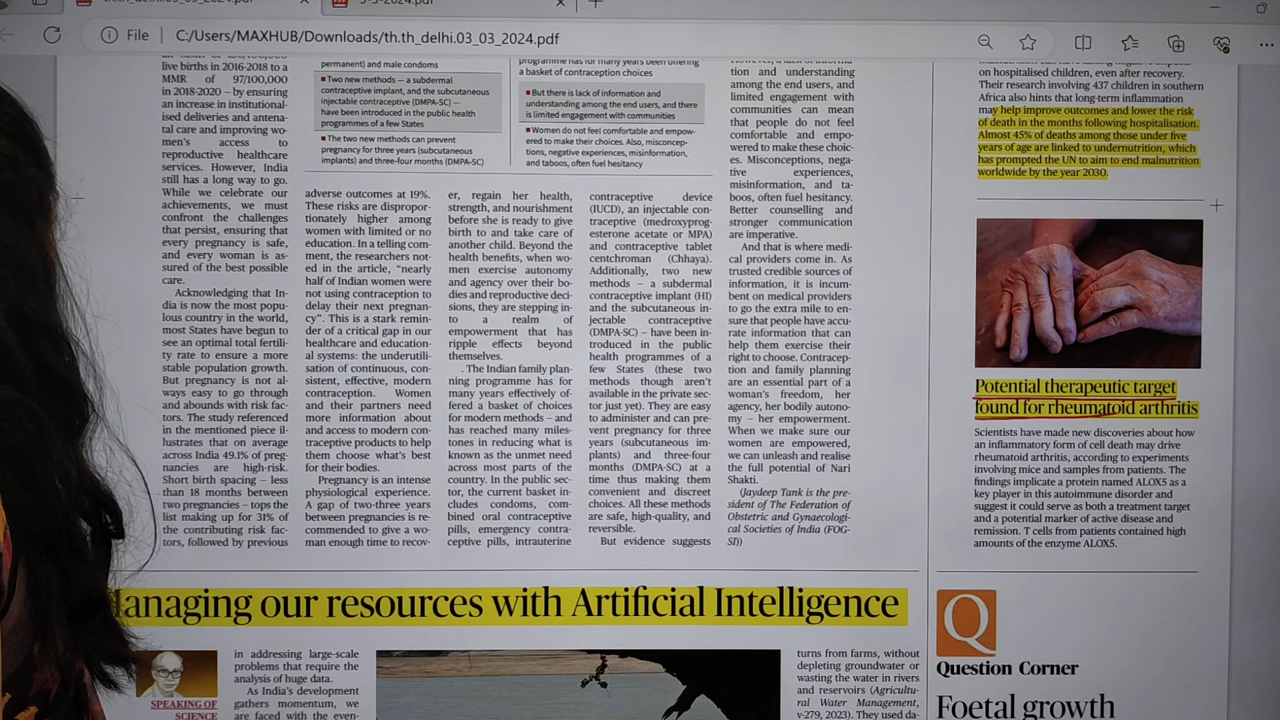 th.th_delhi.03_03_2024.pdf
3-3-2024.pdf
File
C:/Users/MAXHUB/Downloads/th.th_delhi.03_03_2024.pdf
live births in 2016-2018 to a
MMR of 97/100,000
in 2018-2020 – by ensuring
an increase in institutional-
ised deliveries and antena-
tal care and improving wo-
men's access to
reproductive healthcare
services. However, India
still has a long way to go.
While we celebrate our
achievements, we must
confront the challenges
that persist, ensuring that
every pregnancy is safe,
and every woman is as-
sured of the best possible
care.
Acknowledging that In-
dia is now the most popu-
lous country in the world,
most States have begun to
see an optimal total fertili-
ty rate to ensure a more
stable population growth.
But pregnancy is not al-
ways easy to go through
and abounds with risk fac-
tors. The study referenced
in the mentioned piece il-
lustrates that on average
across India 49.1% of preg-
nancies are high-risk.
Short birth spacing – less
than 18 months between
two pregnancies – tops the
list making up for 31% of
the contributing risk fac-
tors, followed by previous
permanent) and male condoms
Two new methods — a subdermal
contraceptive implant, and the subcutaneous
injectable contraceptive (DMPA-SC) —
have been introduced in the public health
programmes of a few States
The two new methods can prevent
pregnancy for three years (subcutaneous
implants) and three-four months (DMPA-SC)
programme has for many years been offering
a basket of contraception choices
But there is lack of information and
understanding among the end users, and there
is limited engagement with communities
Women do not feel comfortable and empow-
ered to make their choices. Also, misconcep-
tions, negative experiences, misinformation,
and taboos, often fuel hesitancy
adverse outcomes at 19%.
These risks are dispropor-
tionately higher among
women with limited or no
education. In a telling com-
ment, the researchers not-
ed in the article, "nearly
half of Indian women were
not using contraception to
delay their next pregnan-
cy". This is a stark remin-
der of a critical gap in our
healthcare and education-
al systems: the underutili-
sation of continuous, con-
sistent, effective, modern
contraception. Women
and their partners need
more information about
and access to modern con-
traceptive products to help
them choose what's best
for their bodies.
Pregnancy is an intense
physiological experience.
A gap of two-three years
between pregnancies is re-
commended to give a wo-
man enough time to recov-
er, regain her health,
strength, and nourishment
before she is ready to give
birth to and take care of
another child. Beyond the
health benefits, when wo-
men exercise autonomy
and agency over their bo-
dies and reproductive deci-
sions, they are stepping in-
to a realm of
empowerment that has
ripple effects beyond
themselves.
The Indian family plan-
ning programme has for
many years effectively of-
fered a basket of choices
for modern methods – and
has reached many miles-
tones in reducing what is
known as the unmet need
across most parts of the
country. In the public sec-
tor, the current basket in-
cludes condoms, com-
bined oral contraceptive
pills, emergency contra-
ceptive pills, intrauterine
contraceptive device
(IUCD), an injectable con-
traceptive (medroxyprog-
esterone acetate or MPA)
and contraceptive tablet
centchroman (Chhaya).
Additionally, two new
methods – a subdermal
contraceptive implant (HI)
and the subcutaneous in-
jectable contraceptive
(DMPA-SC) – have been in-
troduced in the public
health programmes of a
few States (these two
methods though aren't
available in the private sec-
tor just yet). They are easy
to administer and can pre-
vent pregnancy for three
years (subcutaneous im-
plants) and three-four
months (DMPA-SC) at a
time thus making them
convenient and discreet
choices. All these methods
are safe, high-quality, and
reversible.
But evidence suggests
However, a lack of informa-
tion and understanding
among the end users, and
limited engagement with
communities can mean
that people do not feel
comfortable and empo-
wered to make these choic-
es. Misconceptions, nega-
tive experiences,
misinformation, and ta-
boos, often fuel hesitancy.
Better counselling and
stronger communication
are imperative.
And that is where medi-
cal providers come in. As
trusted credible sources of
information, it is incum-
bent on medical providers
to go the extra mile to en-
sure that people have accu-
rate information that can
help them exercise their
right to choose. Contracep-
tion and family planning
are an essential part of a
woman's freedom, her
agency, her bodily autono-
my – her empowerment.
When we make sure our
women are empowered,
we can unleash and realise
the full potential of Nari
Shakti.
(Jaydeep Tank is the pre-
sident of The Federation of
Obstetric and Gynaecologi-
cal Societies of India (FOG-
SI))
on hospitalised children, even after recovery.
Their research involving 437 children in southern
Africa also hints that long-term inflammation
may help improve outcomes and lower the risk
of death in the months following hospitalisation.
Almost 45% of deaths among those under five
years of age are linked to undernutrition, which
has prompted the UN to aim to end malnutrition
worldwide by the year 2030.
Potential therapeutic target
found for rheumatoid arthritis
Scientists have made new discoveries about how
an inflammatory form of cell death may drive
rheumatoid arthritis, according to experiments
involving mice and samples from patients. The
findings implicate a protein named ALOX5 as a
key player in this autoimmune disorder and
suggest it could serve as both a treatment target
and a potential marker of active disease and
remission. T cells from patients contained high
amounts of the enzyme ALOX5.
Managing our resources with Artificial Intelligence
SPEAKING OF
SCIENCE
in addressing large-scale
problems that require the
analysis of huge data.
As India's development
gathers momentum, we
are faced with the even-
turns from farms, without
depleting groundwater or
wasting the water in rivers
and reservoirs (Agricultu-
ral Water Management,
v-279, 2023). They used da-
Q
Question Corner
Foetal growth